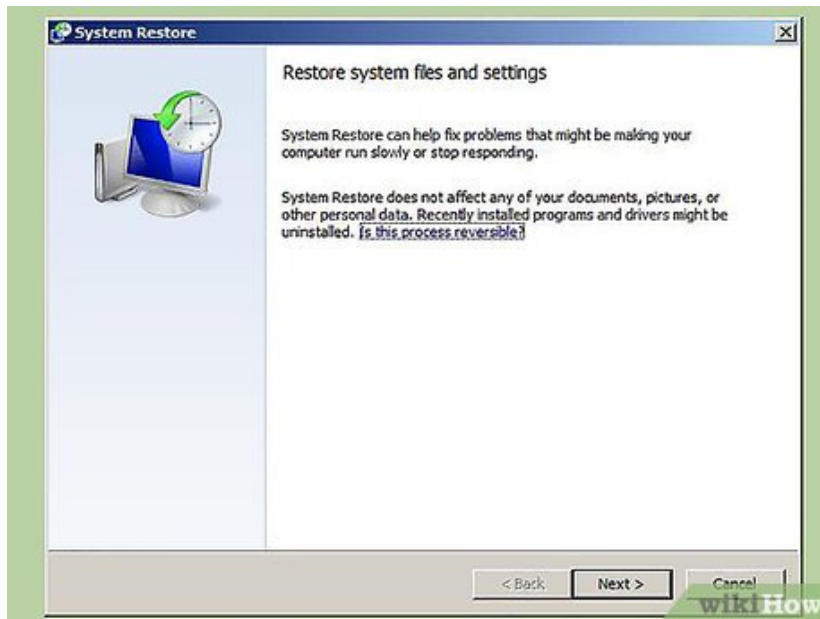 System Restore
Restore system files and settings
System Restore can help fix problems that might be making your
computer run slowly or stop responding.
System Restore does not affect any of your documents, pictures, or
other personal data. Recently installed programs and drivers might be
uninstalled. Is this process reversible?
< Back
Next >
Cancel
wikiHow